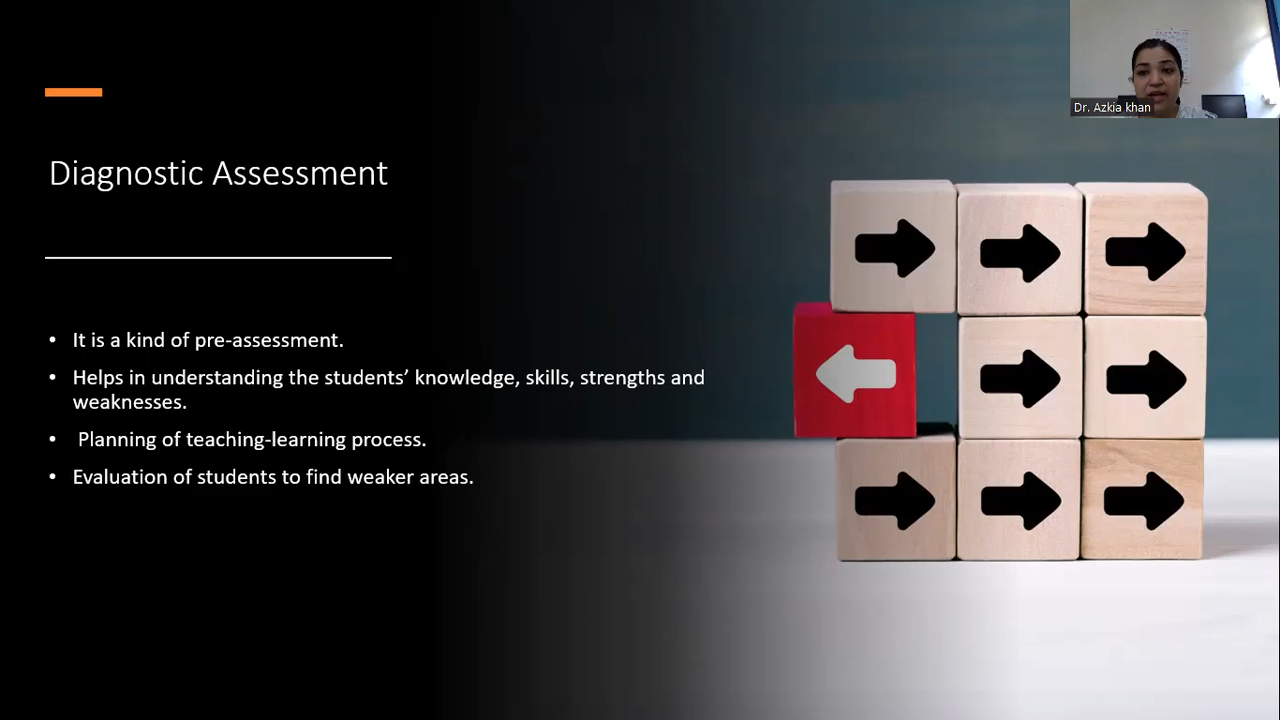 Dr. Azkia khan
Diagnostic Assessment
• It is a kind of pre-assessment.
• Helps in understanding the students’ knowledge, skills, strengths and
weaknesses.
• Planning of teaching-learning process.
• Evaluation of students to find weaker areas.